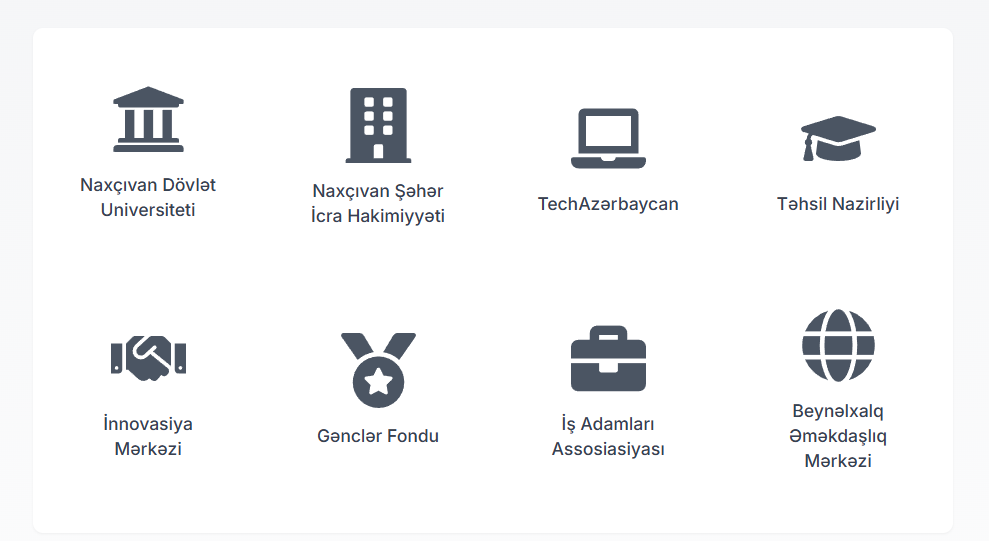 Naxçıvan Dövlət
Universiteti
Naxçıvan Şəhər
İcra Hakimiyyəti
TechAzərbaycan
Təhsil Nazirliyi
İnnovasiya
Mərkəzi
Gənclər Fondu
İş Adamları
Assosiasiyası
Beynəlxalq
Əməkdaşlıq
Mərkəzi